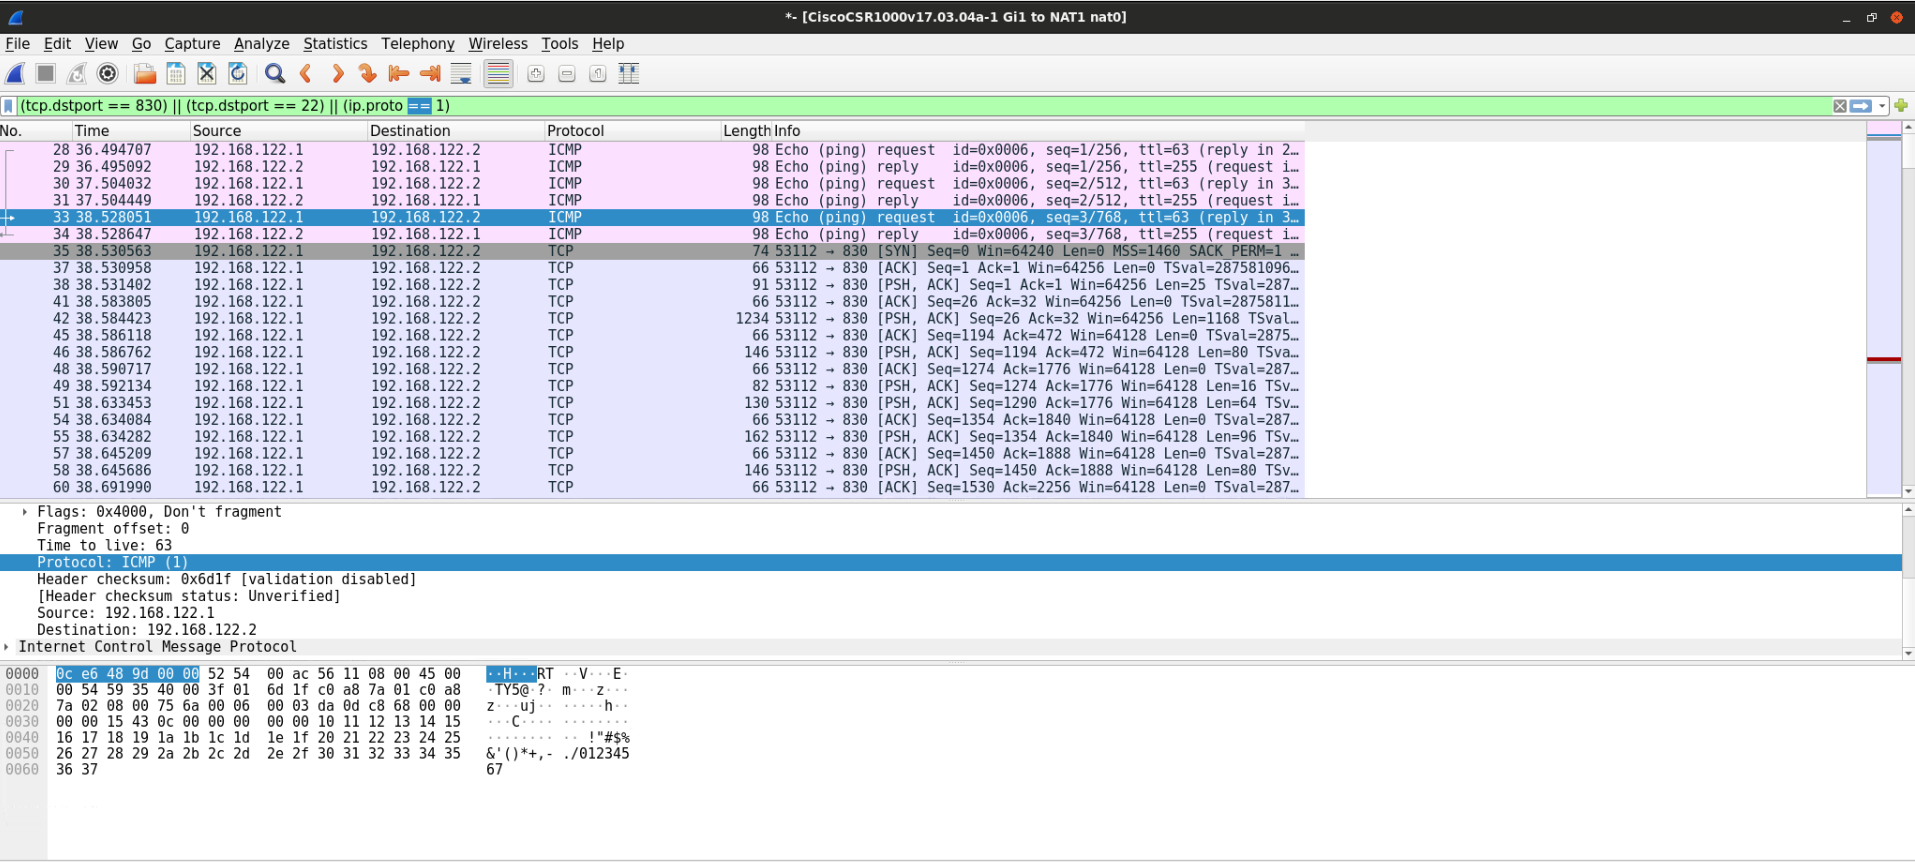 *- [CiscoCSR1000v17.03.04a-1 Gi1 to NAT1 nat0]
File Edit View Go Capture Analyze Statistics Telephony Wireless Tools Help
(tcp.dstport == 830) || (tcp.dstport == 22) || (ip.proto == 1)
No. Time Source Destination Protocol Length Info
28 36.494707 192.168.122.1 192.168.122.2 ICMP 98 Echo (ping) request id=0x0006, seq=1/256, ttl=63 (reply in 2…
29 36.495092 192.168.122.2 192.168.122.1 ICMP 98 Echo (ping) reply id=0x0006, seq=1/256, ttl=255 (request i…
30 37.504032 192.168.122.1 192.168.122.2 ICMP 98 Echo (ping) request id=0x0006, seq=2/512, ttl=63 (reply in 3…
31 37.504449 192.168.122.2 192.168.122.1 ICMP 98 Echo (ping) reply id=0x0006, seq=2/512, ttl=255 (request i…
33 38.528051 192.168.122.1 192.168.122.2 ICMP 98 Echo (ping) request id=0x0006, seq=3/768, ttl=63 (reply in 3…
34 38.528647 192.168.122.2 192.168.122.1 ICMP 98 Echo (ping) reply id=0x0006, seq=3/768, ttl=255 (request i…
35 38.530563 192.168.122.1 192.168.122.2 TCP 74 53112 → 830 [SYN] Seq=0 Win=64240 Len=0 MSS=1460 SACK_PERM=1 …
37 38.530958 192.168.122.1 192.168.122.2 TCP 66 53112 → 830 [ACK] Seq=1 Ack=1 Win=64256 Len=0 TSval=287581096…
38 38.531402 192.168.122.1 192.168.122.2 TCP 91 53112 → 830 [PSH, ACK] Seq=1 Ack=1 Win=64256 Len=25 TSval=287…
41 38.583805 192.168.122.1 192.168.122.2 TCP 66 53112 → 830 [ACK] Seq=26 Ack=32 Win=64256 Len=0 TSval=2875811…
42 38.584423 192.168.122.1 192.168.122.2 TCP 1234 53112 → 830 [PSH, ACK] Seq=26 Ack=32 Win=64256 Len=1168 TSval…
45 38.586118 192.168.122.1 192.168.122.2 TCP 66 53112 → 830 [ACK] Seq=1194 Ack=472 Win=64128 Len=0 TSval=2875…
46 38.586762 192.168.122.1 192.168.122.2 TCP 146 53112 → 830 [PSH, ACK] Seq=1194 Ack=472 Win=64128 Len=80 TSva…
48 38.590717 192.168.122.1 192.168.122.2 TCP 66 53112 → 830 [ACK] Seq=1274 Ack=1776 Win=64128 Len=0 TSval=287…
49 38.592134 192.168.122.1 192.168.122.2 TCP 82 53112 → 830 [PSH, ACK] Seq=1274 Ack=1776 Win=64128 Len=16 TSv…
51 38.633453 192.168.122.1 192.168.122.2 TCP 130 53112 → 830 [PSH, ACK] Seq=1290 Ack=1776 Win=64128 Len=64 TSv…
54 38.634084 192.168.122.1 192.168.122.2 TCP 66 53112 → 830 [ACK] Seq=1354 Ack=1840 Win=64128 Len=0 TSval=287…
55 38.634282 192.168.122.1 192.168.122.2 TCP 162 53112 → 830 [PSH, ACK] Seq=1354 Ack=1840 Win=64128 Len=96 TSv…
57 38.645209 192.168.122.1 192.168.122.2 TCP 66 53112 → 830 [ACK] Seq=1450 Ack=1888 Win=64128 Len=0 TSval=287…
58 38.645686 192.168.122.1 192.168.122.2 TCP 146 53112 → 830 [PSH, ACK] Seq=1450 Ack=1888 Win=64128 Len=80 TSv…
60 38.691990 192.168.122.1 192.168.122.2 TCP 66 53112 → 830 [ACK] Seq=1530 Ack=2256 Win=64128 Len=0 TSval=287…
Flags: 0x4000, Don't fragment
Fragment offset: 0
Time to live: 63
Protocol: ICMP (1)
Header checksum: 0x6d1f [validation disabled]
[Header checksum status: Unverified]
Source: 192.168.122.1
Destination: 192.168.122.2
Internet Control Message Protocol
0000 0c e6 48 9d 00 00 52 54 00 ac 56 11 08 00 45 00 ··H···RT ··V···E·
0010 00 54 59 35 40 00 3f 01 6d 1f c0 a8 7a 01 c0 a8 ·TY5@·?· m···z···
0020 7a 02 08 00 75 6a 00 06 00 03 da 0d c8 68 00 00 z···uj·· ·····h··
0030 00 00 15 43 0c 00 00 00 00 00 10 11 12 13 14 15 ···C···· ········
0040 16 17 18 19 1a 1b 1c 1d 1e 1f 20 21 22 23 24 25 ········ ·· !"#$%
0050 26 27 28 29 2a 2b 2c 2d 2e 2f 30 31 32 33 34 35 &'()*+,- ./012345
0060 36 37 67